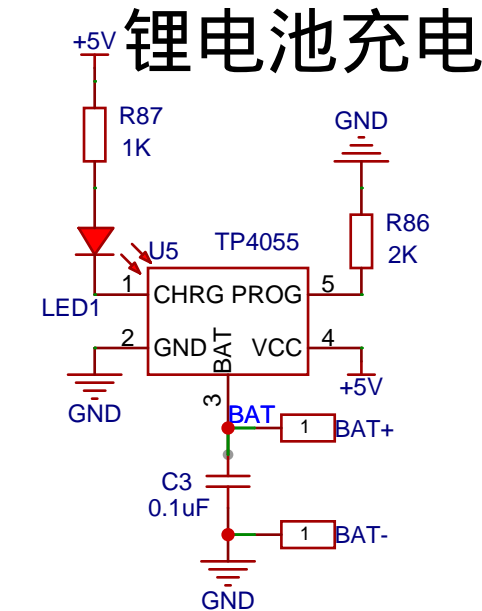 锂电池充电
+5V
R87
1K
GND
R86
2K
U5
TP4055
LED1
1
CHRG
PROG
5
2
GND
BAT
VCC
4
GND
+5V
3
BAT
1
BAT+
C3
0.1uF
1
BAT-
GND